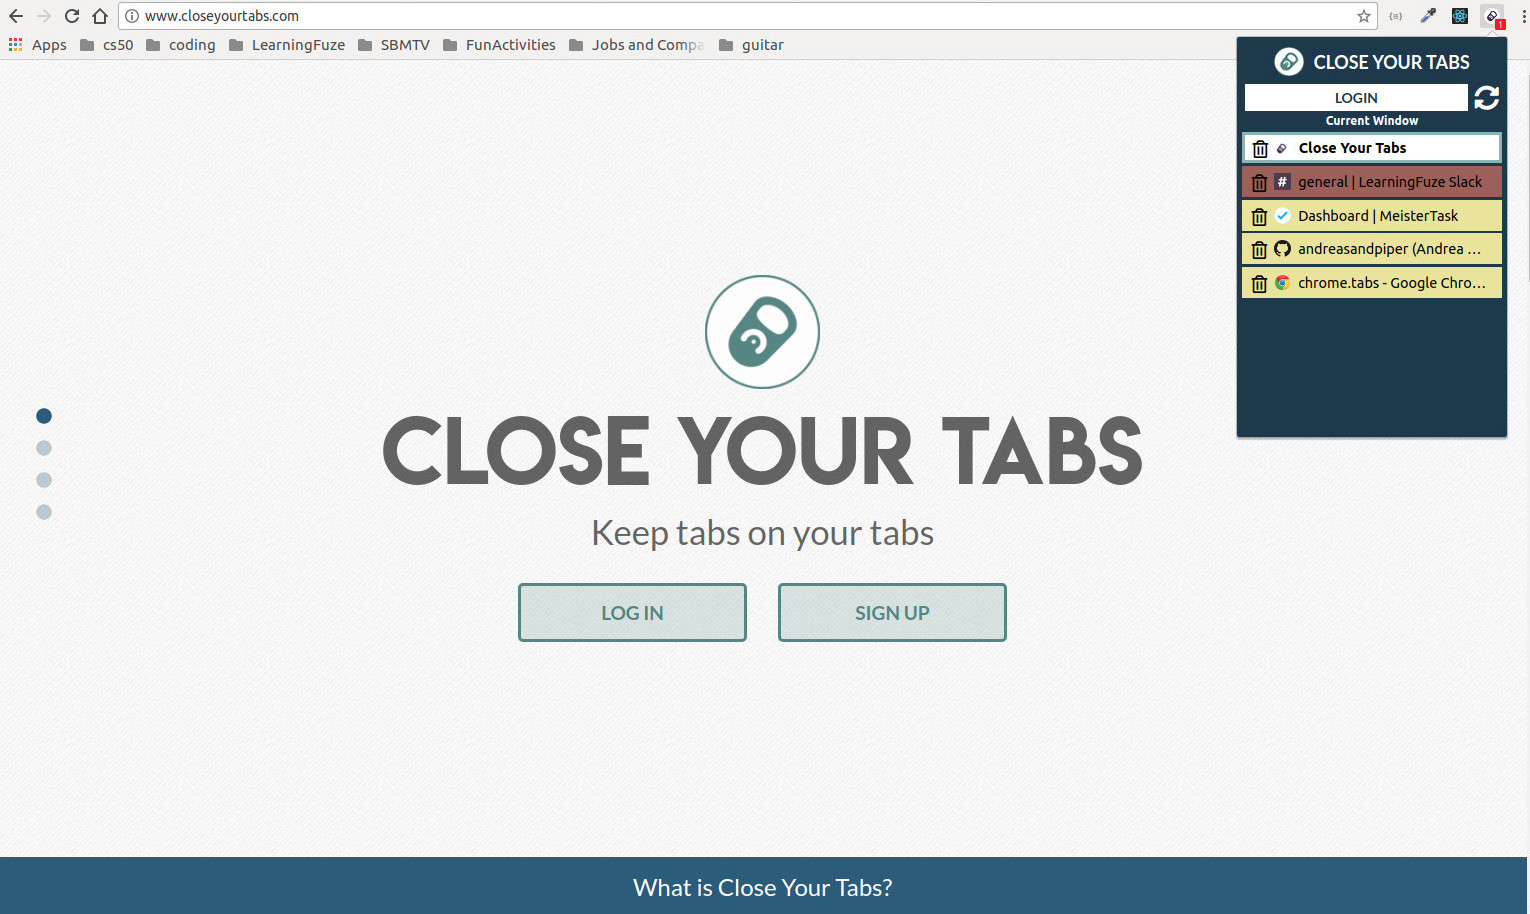 www.closeyourtabs.com
1
Apps cs50 coding LearningFuze SBMTV FunActivities Jobs and Compa guitar
CLOSE YOUR TABS
LOGIN
Current Window
Close Your Tabs
# general | LearningFuze Slack
Dashboard | MeisterTask
andreasandpiper (Andrea ...
chrome.tabs - Google Chro...
CLOSE YOUR TABS
Keep tabs on your tabs
LOG IN SIGN UP
What is Close Your Tabs?